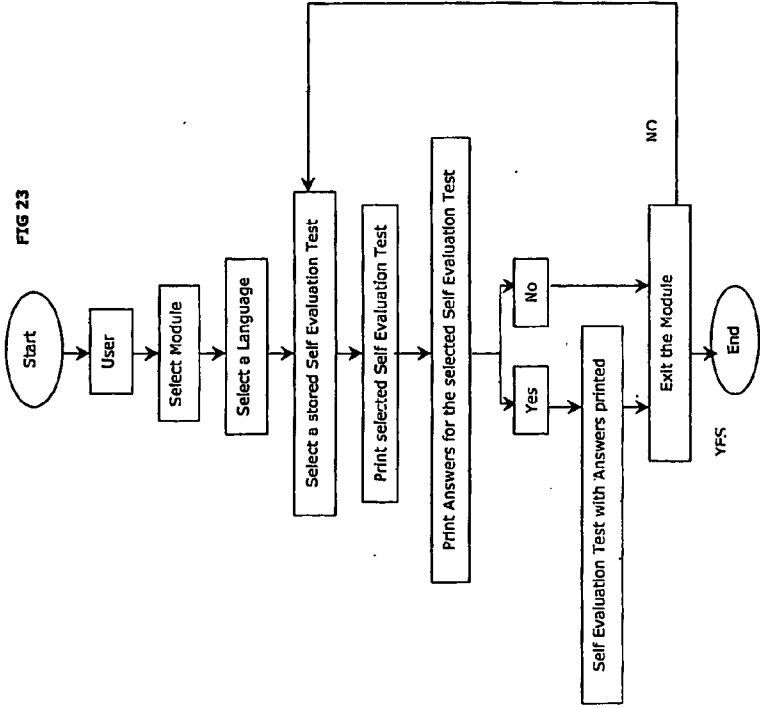 FIG 23
Start
User
Select Module
Select a Language
Select a stored Self Evaluation Test
Print selected Self Evaluation Test
Print Answers for the selected Self Evaluation Test
Yes
No
Self Evaluation Test with Answers printed
Exit the Module
NO
YES
End